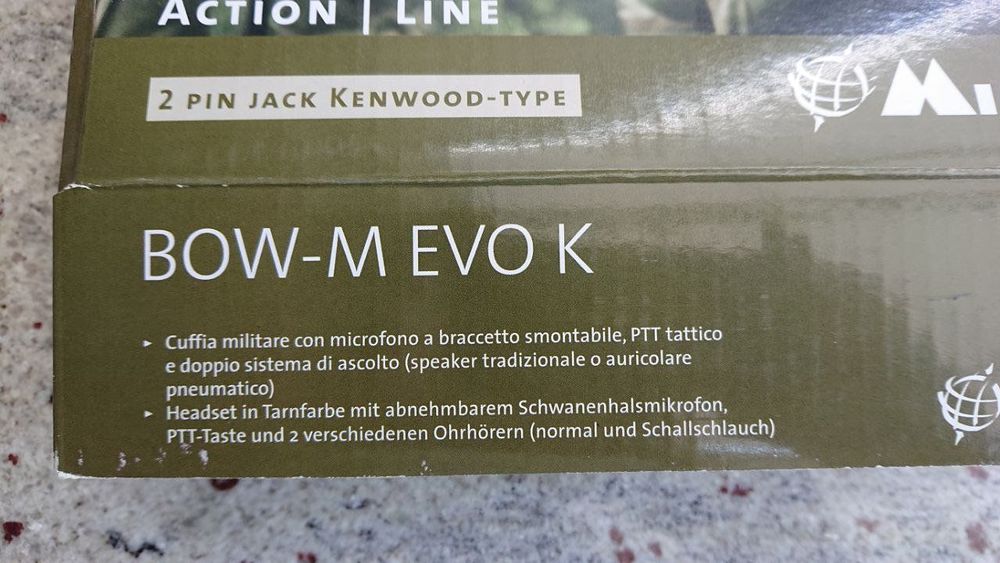 ACTION | LINE
2 PIN JACK KENWOOD-TYPE
BOW-M EVO K
▸ Cuffia militare con microfono a braccetto smontabile, PTT tattico
e doppio sistema di ascolto (speaker tradizionale o auricolare
pneumatico)
▸ Headset in Tarnfarbe mit abnehmbarem Schwanenhalsmikrofon,
PTT-Taste und 2 verschiedenen Ohrhörern (normal und Schallschlauch)